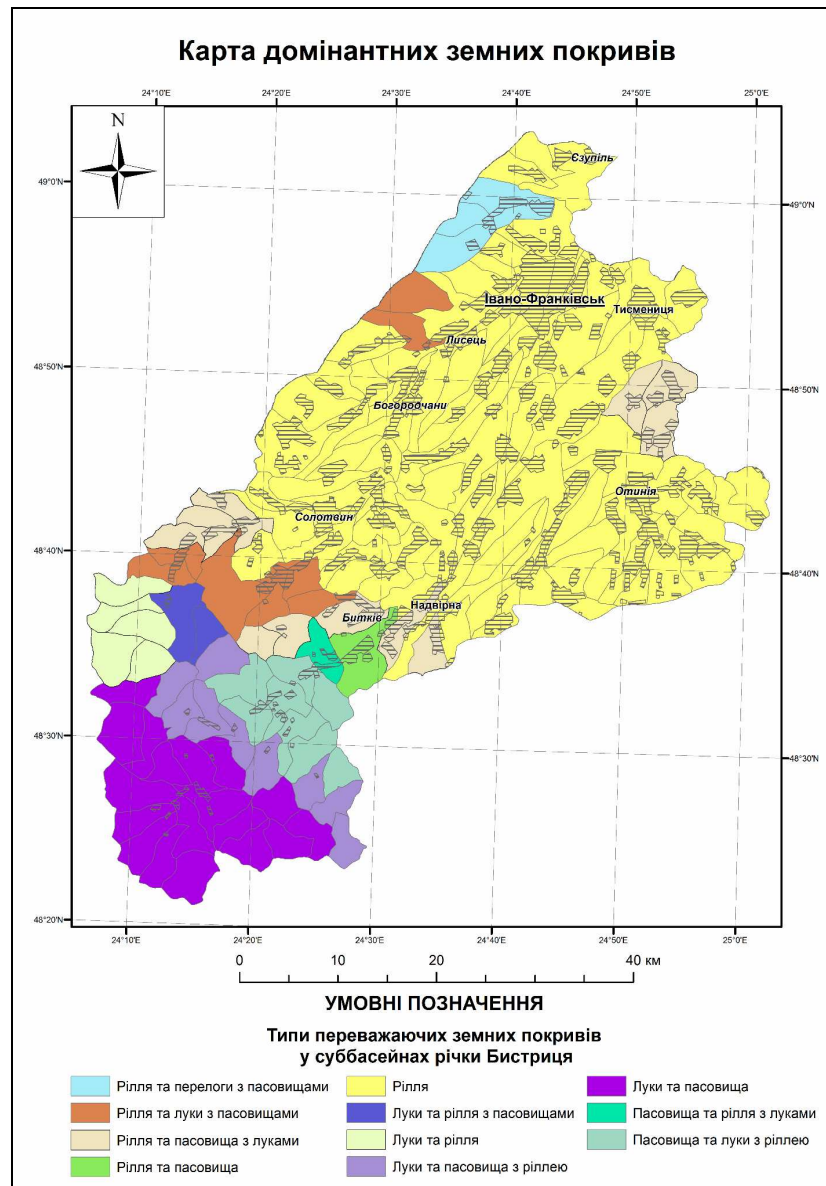 Карта домінантних земних покривів
24°10'E 24°20'E 24°30'E 24°40'E 24°50'E 25°0'E
N
Єзупіль
49°0'N
49°0'N
Івано-Франківськ
Тисмениця
Лисець
48°50'N
48°50'N
Богородчани
Отинія
Солотвин
48°40'N
48°40'N
Надвірна
Битків
48°30'N
48°30'N
48°20'N
24°10'E 24°20'E 24°30'E 24°40'E 24°50'E 25°0'E
0 10 20 40 км
УМОВНІ ПОЗНАЧЕННЯ
Типи переважаючих земних покривів
у суббасейнах річки Бистриця
Рілля та перелоги з пасовищами
Рілля та луки з пасовищами
Рілля та пасовища з луками
Рілля та пасовища
Рілля
Луки та рілля з пасовищами
Луки та рілля
Луки та пасовища з ріллею
Луки та пасовища
Пасовища та рілля з луками
Пасовища та луки з ріллею